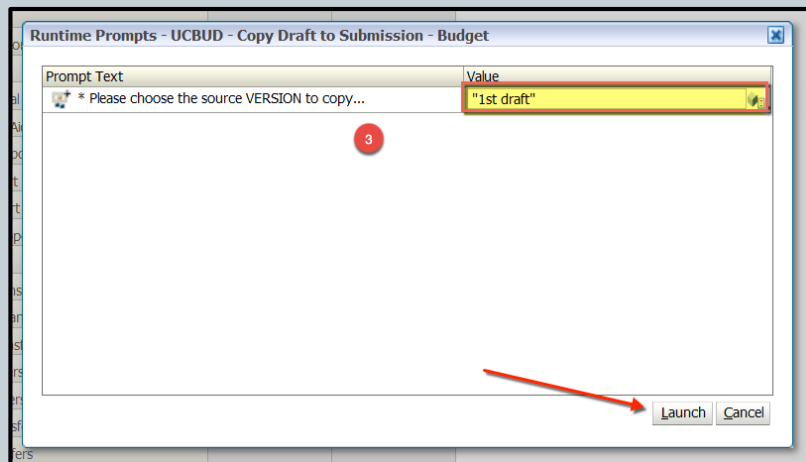 Runtime Prompts - UCBUD - Copy Draft to Submission - Budget
Prompt Text Value
* Please choose the source VERSION to copy... "1st draft"
3
Launch Cancel